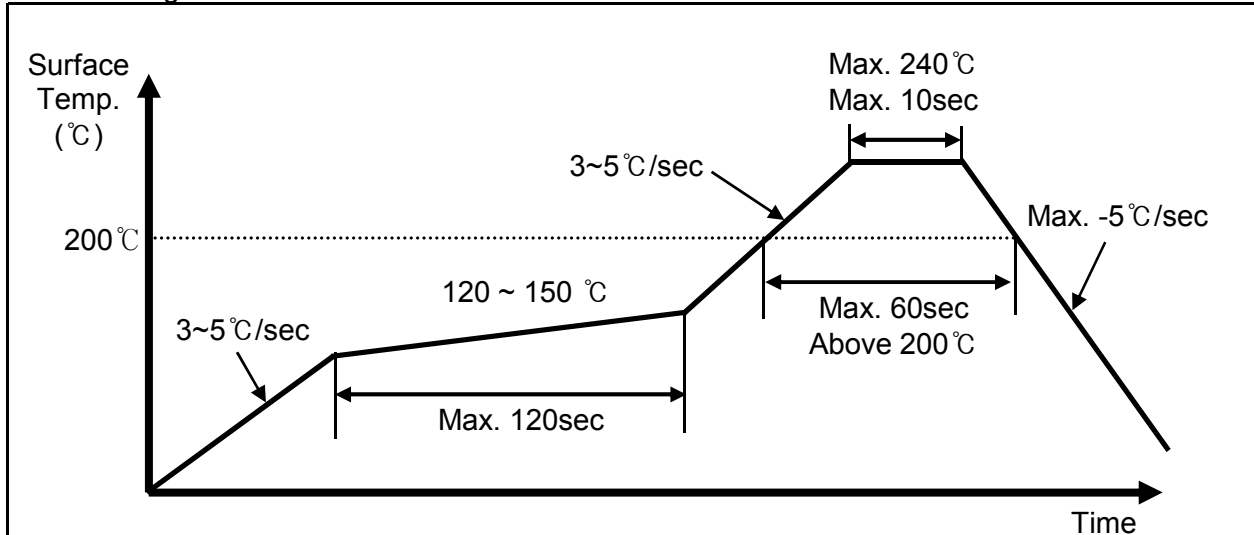 Surface
Temp.
(℃)
Max. 240℃
Max. 10sec
3~5℃/sec
Max. -5℃/sec
200℃
120 ~ 150 ℃
Max. 60sec
Above 200℃
3~5℃/sec
Max. 120sec
Time